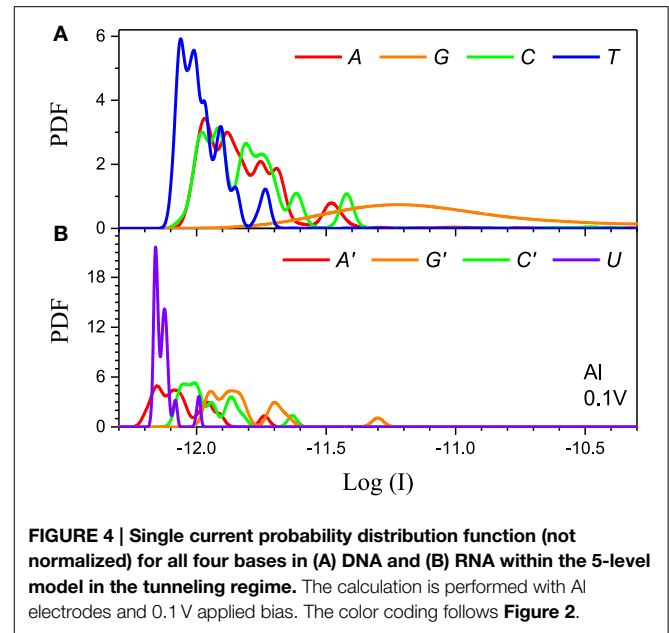 A
6
4
2
0
PDF
A G C T
B
18
12
6
0
PDF
A' G' C' U
Al
0.1V
-12.0 -11.5 -11.0 -10.5
Log (I)
FIGURE 4 | Single current probability distribution function (not
normalized) for all four bases in (A) DNA and (B) RNA within the 5-level
model in the tunneling regime. The calculation is performed with Al
electrodes and 0.1 V applied bias. The color coding follows Figure 2.